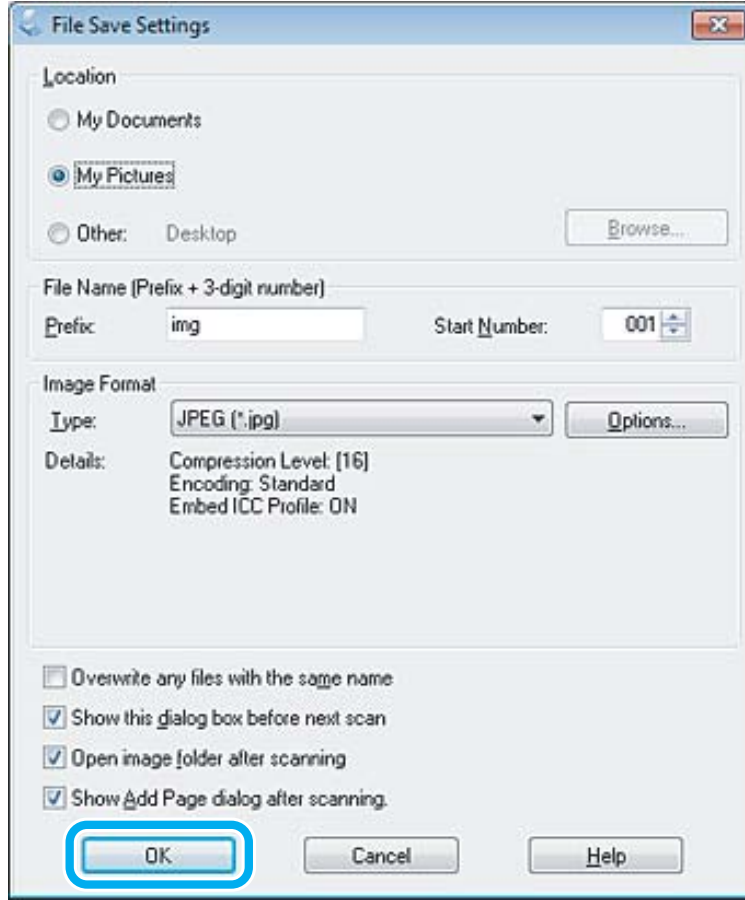 File Save Settings
Location
My Documents
My Pictures
Other: Desktop Browse...
File Name (Prefix + 3-digit number)
Prefix: img Start Number: 001
Image Format
Type: JPEG (*.jpg) Options...
Details: Compression Level: [16]
Encoding: Standard
Embed ICC Profile: ON
Overwrite any files with the same name
Show this dialog box before next scan
Open image folder after scanning
Show Add Page dialog after scanning.
OK Cancel Help